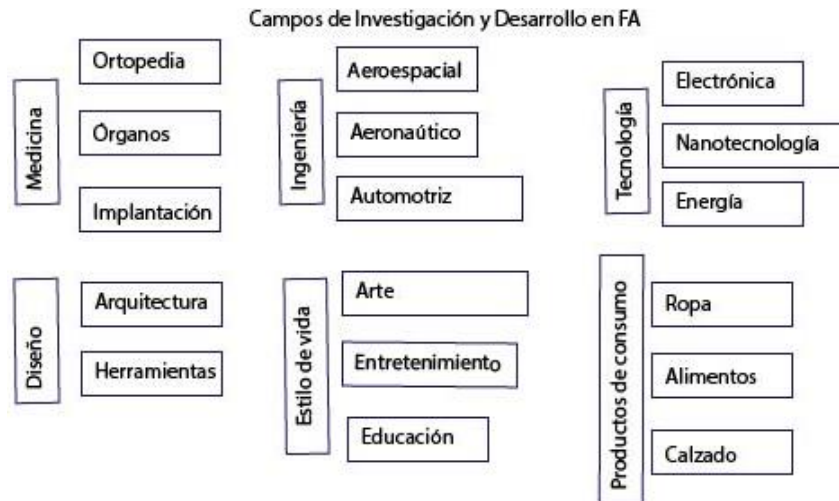 Campos de Investigación y Desarrollo en FA
Medicina
Ortopedia
Órganos
Implantación
Ingeniería
Aeroespacial
Aeronaútico
Automotriz
Tecnología
Electrónica
Nanotecnología
Energía
Diseño
Arquitectura
Herramientas
Estilo de vida
Arte
Entretenimiento
Educación
Productos de consumo
Ropa
Alimentos
Calzado